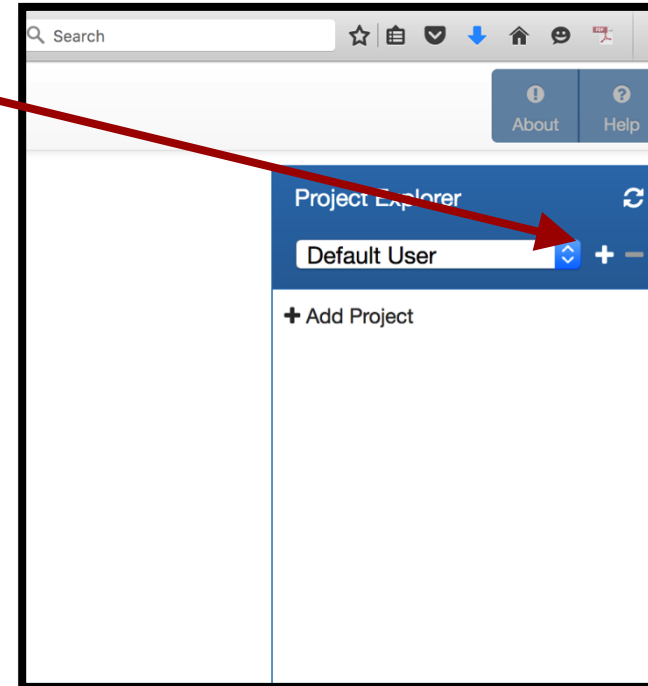 Search
About Help
Project Explorer
Default User
Add Project